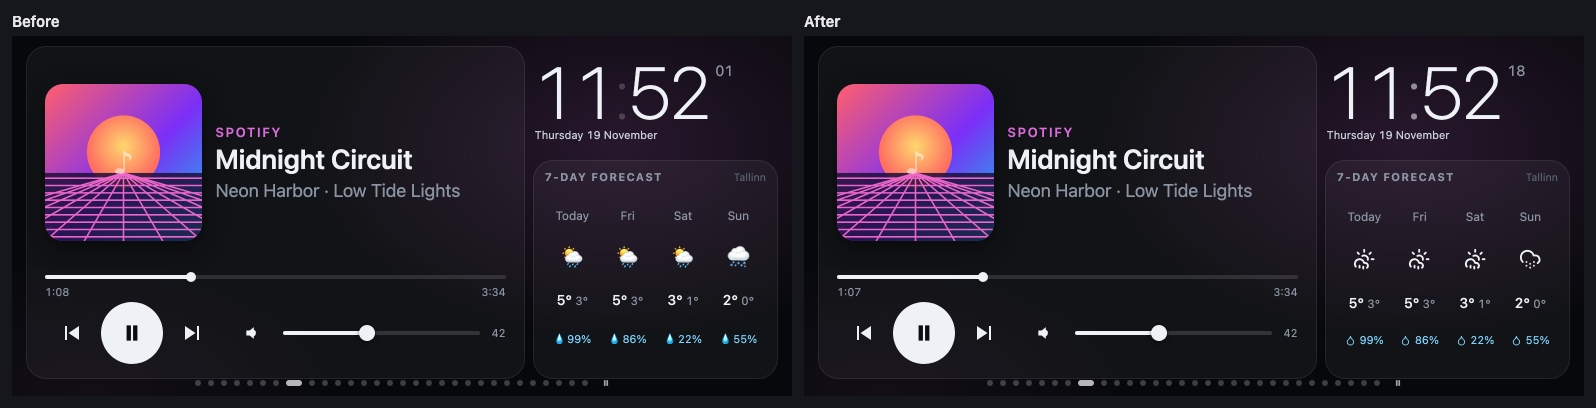 Before
SPOTIFY
Midnight Circuit
Neon Harbor · Low Tide Lights
1:08
3:34
42
11:52 01
Thursday 19 November
7-DAY FORECAST
Tallinn
Today Fri Sat Sun
5° 3° 5° 3° 3° 1° 2° 0°
99% 86% 22% 55%
After
SPOTIFY
Midnight Circuit
Neon Harbor · Low Tide Lights
1:07
3:34
42
11:52 18
Thursday 19 November
7-DAY FORECAST
Tallinn
Today Fri Sat Sun
5° 3° 5° 3° 3° 1° 2° 0°
99% 86% 22% 55%